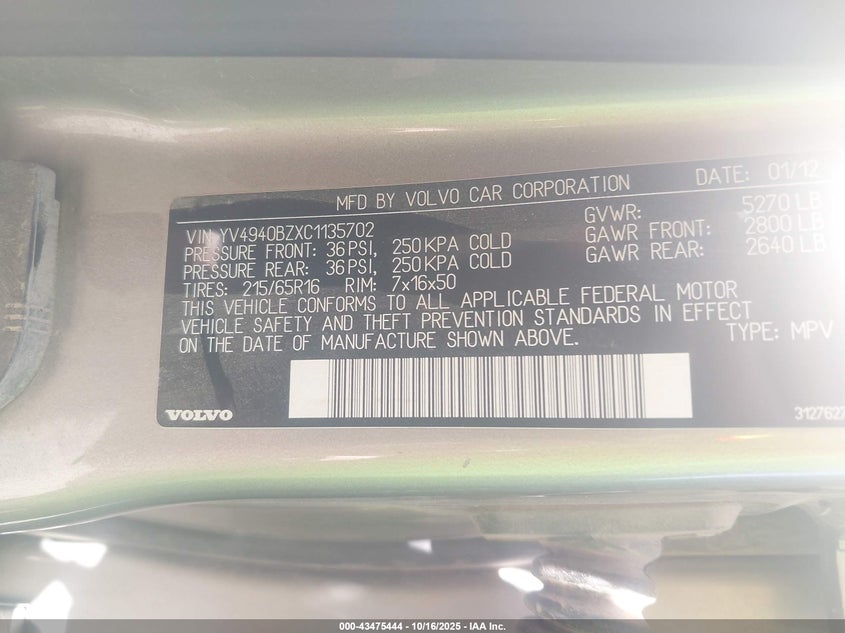 MFD BY VOLVO CAR CORPORATION DATE: 01/12
VIN YV4940BZXC1135702 GVWR: 5270 LB
PRESSURE FRONT: 36 PSI, 250 KPA COLD GAWR FRONT: 2800 LB
PRESSURE REAR: 36 PSI, 250 KPA COLD GAWR REAR: 2640 LB
TIRES: 215/65R16 RIM: 7x16x50
THIS VEHICLE CONFORMS TO ALL APPLICABLE FEDERAL MOTOR
VEHICLE SAFETY AND THEFT PREVENTION STANDARDS IN EFFECT
ON THE DATE OF MANUFACTURE SHOWN ABOVE. TYPE: MPV
VOLVO 3127627
000-43475444 - 10/16/2025 - IAA Inc.